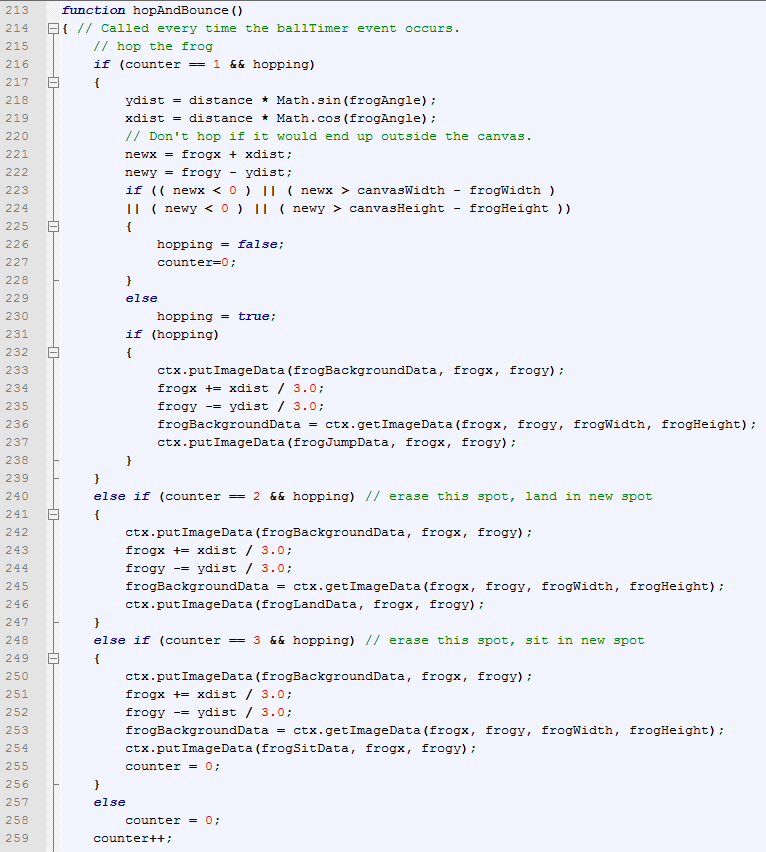 213 function hopAndBounce()
214 { // Called every time the ballTimer event occurs.
215 // hop the frog
216 if (counter == 1 && hopping)
217 {
218 ydist = distance * Math.sin(frogAngle);
219 xdist = distance * Math.cos(frogAngle);
220 // Don't hop if it would end up outside the canvas.
221 newx = frogx + xdist;
222 newy = frogy - ydist;
223 if (( newx < 0 ) || ( newx > canvasWidth - frogWidth )
224 || ( newy < 0 ) || ( newy > canvasHeight - frogHeight ))
225 {
226 hopping = false;
227 counter=0;
228 }
229 else
230 hopping = true;
231 if (hopping)
232 {
233 ctx.putImageData(frogBackgroundData, frogx, frogy);
234 frogx += xdist / 3.0;
235 frogy -= ydist / 3.0;
236 frogBackgroundData = ctx.getImageData(frogx, frogy, frogWidth, frogHeight);
237 ctx.putImageData(frogJumpData, frogx, frogy);
238 }
239 }
240 else if (counter == 2 && hopping) // erase this spot, land in new spot
241 {
242 ctx.putImageData(frogBackgroundData, frogx, frogy);
243 frogx += xdist / 3.0;
244 frogy -= ydist / 3.0;
245 frogBackgroundData = ctx.getImageData(frogx, frogy, frogWidth, frogHeight);
246 ctx.putImageData(frogLandData, frogx, frogy);
247 }
248 else if (counter == 3 && hopping) // erase this spot, sit in new spot
249 {
250 ctx.putImageData(frogBackgroundData, frogx, frogy);
251 frogx += xdist / 3.0;
252 frogy -= ydist / 3.0;
253 frogBackgroundData = ctx.getImageData(frogx, frogy, frogWidth, frogHeight);
254 ctx.putImageData(frogSitData, frogx, frogy);
255 counter = 0;
256 }
257 else
258 counter = 0;
259 counter++;